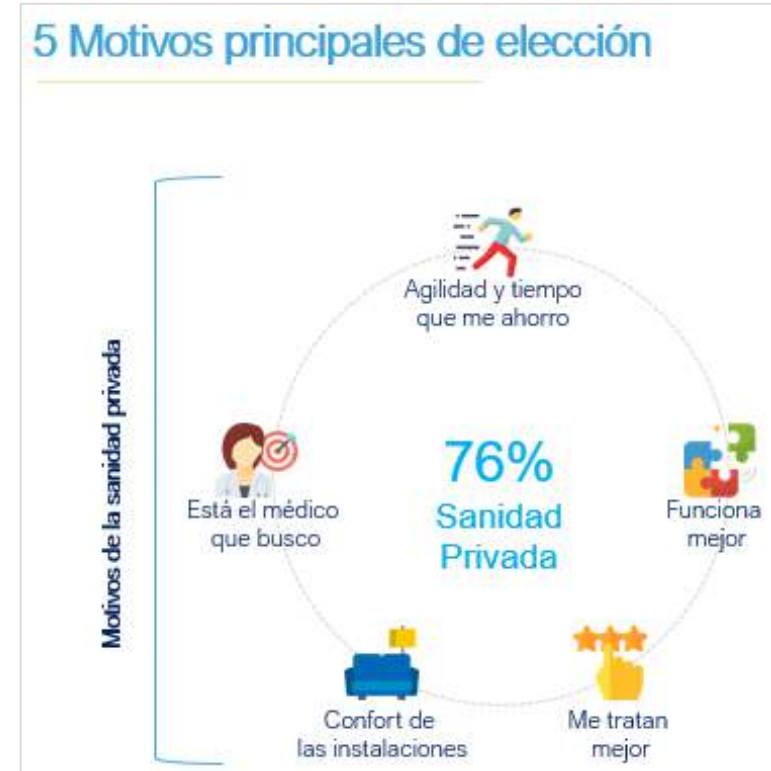 5 Motivos principales de elección
Motivos de la sanidad privada
Agilidad y tiempo
que me ahorro
Está el médico
que busco
76%
Sanidad
Privada
Funciona
mejor
Confort de
las instalaciones
Me tratan
mejor